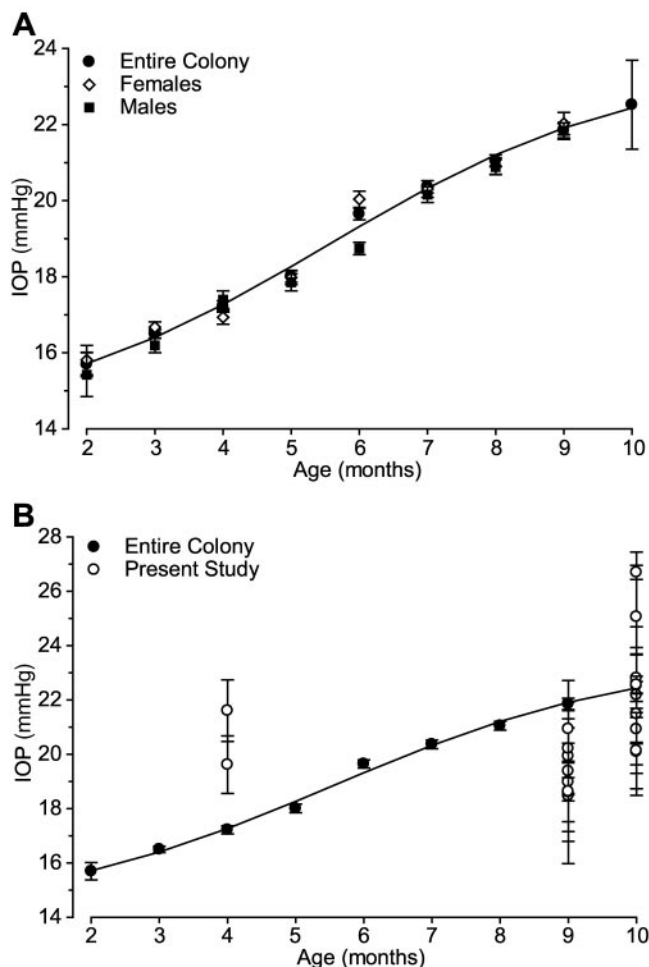 A
24
22
20
18
16
14
IOP (mmHg)
Entire Colony
Females
Males
2 3 4 5 6 7 8 9 10
Age (months)
B
28
26
24
22
20
18
16
14
IOP (mmHg)
Entire Colony
Present Study
2 3 4 5 6 7 8 9 10
Age (months)